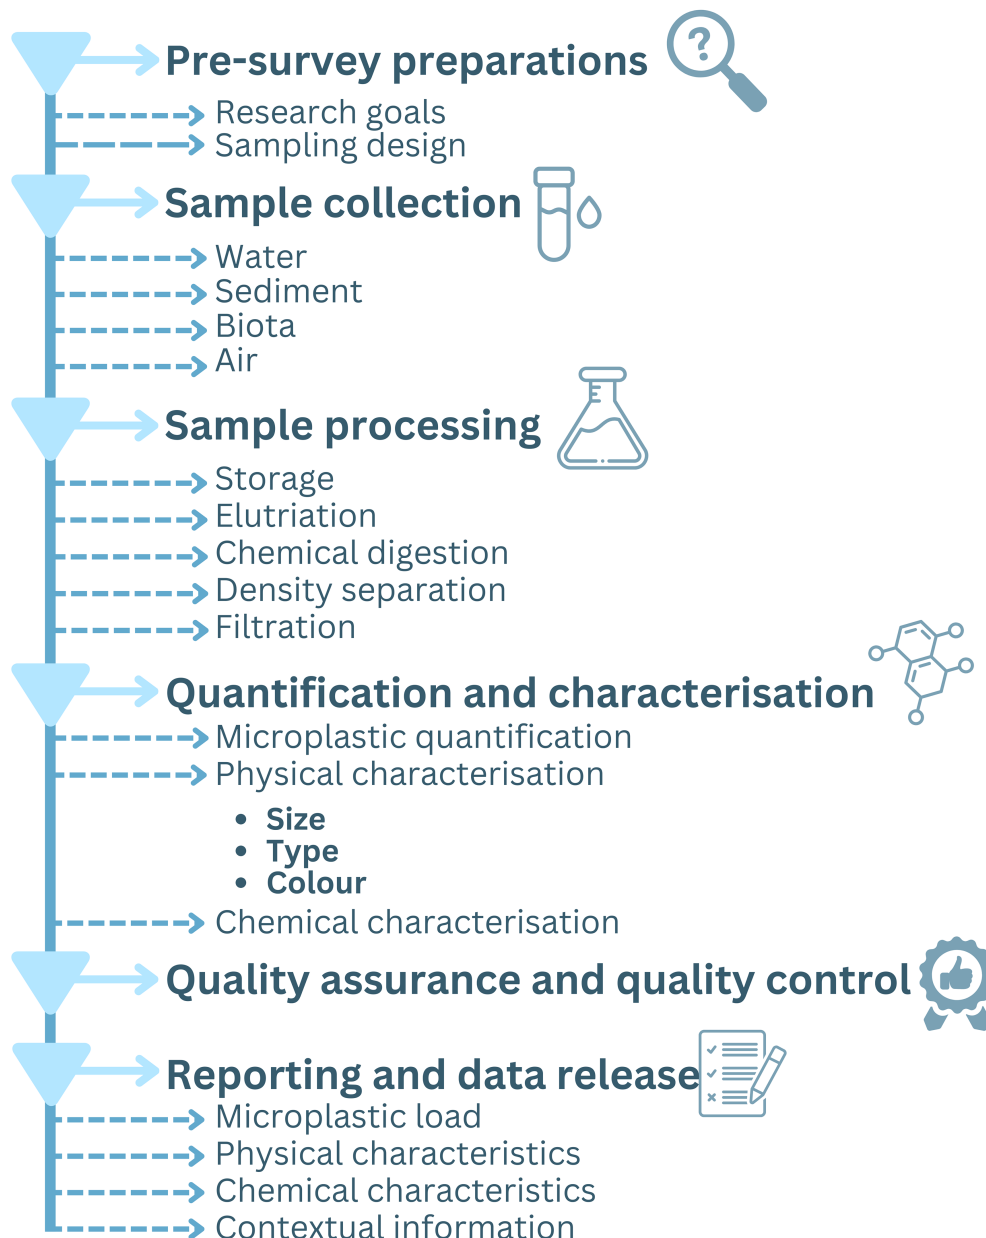 ?
Pre-survey preparations
Research goals
Sampling design
Sample collection
Water
Sediment
Biota
Air
Sample processing
Storage
Elutriation
Chemical digestion
Density separation
Filtration
Quantification and characterisation
Microplastic quantification
Physical characterisation
• Size
• Type
• Colour
Chemical characterisation
Quality assurance and quality control
Reporting and data release
Microplastic load
Physical characteristics
Chemical characteristics
Contextual information